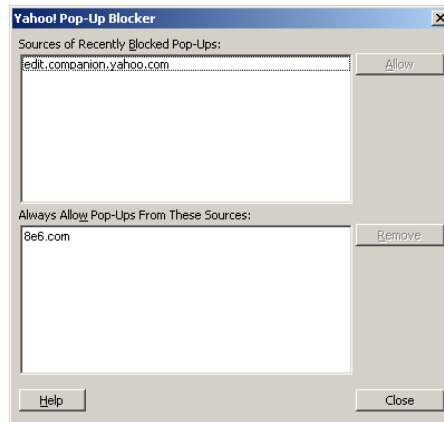 Yahoo! Pop-Up Blocker
Sources of Recently Blocked Pop-Ups:
edit.companion.yahoo.com
Allow
Always Allow Pop-Ups From These Sources:
8e6.com
Remove
Help
Close